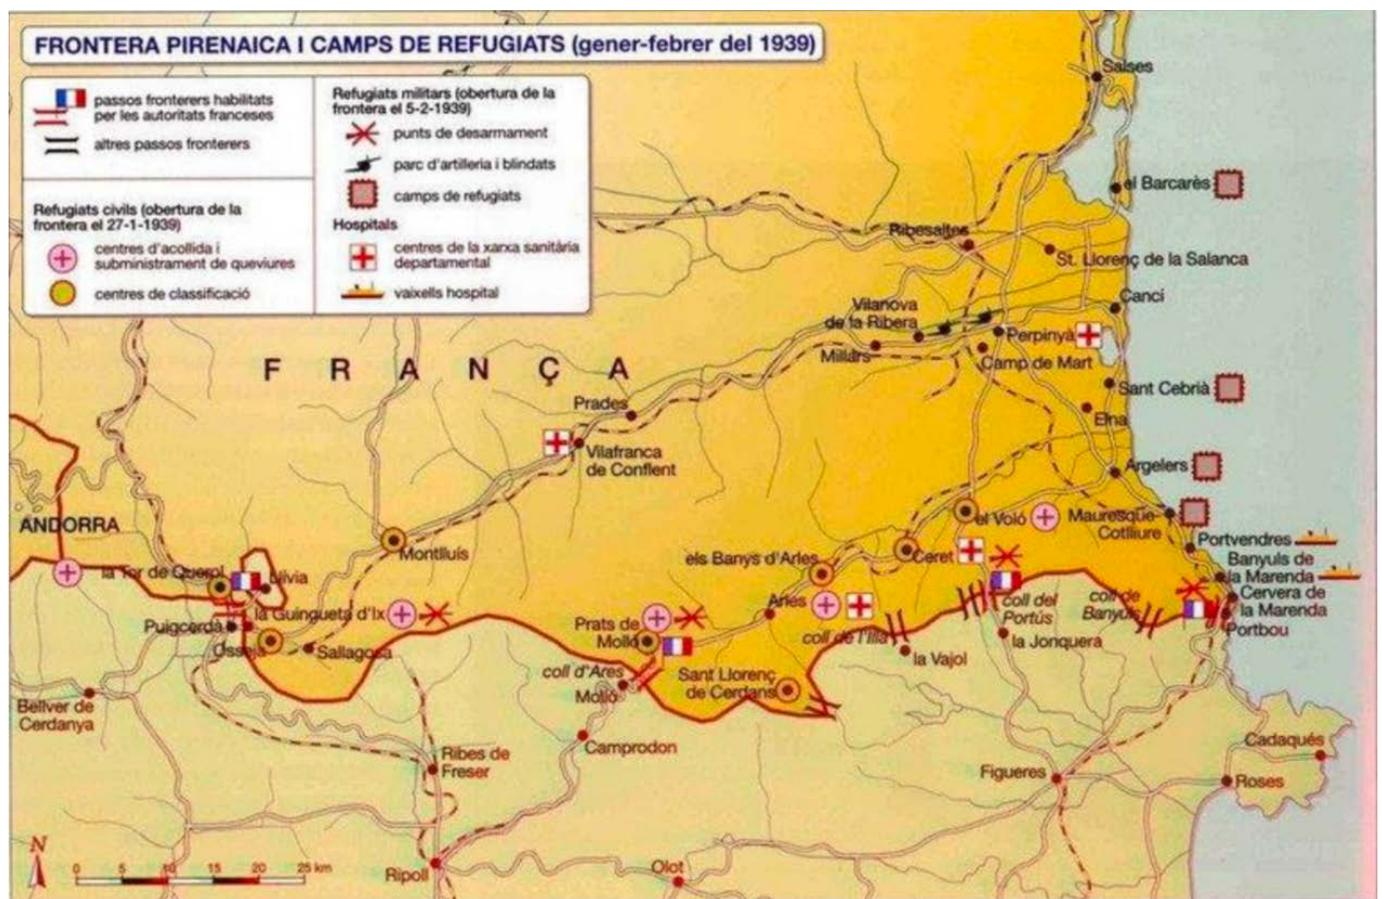 FRONTERA PIRENAICA I CAMPS DE REFUGIATS (gener-febrer del 1939)
passos fronterers habilitats
per les autoritats franceses
altres passos fronterers
Refugiats civils (obertura de la
frontera el 27-1-1939)
centres d'acollida i
subministrament de queviures
centres de classificació
Refugiats militars (obertura de la
frontera el 5-2-1939)
punts de desarmament
parc d'artilleria i blindats
camps de refugiats
Hospitals
centres de la xarxa sanitària
departamental
vaixells hospital
Salses
el Barcarès
Ribesaltes
St. Llorenç de la Salanca
Cancí
Vilanova
de la Ribera
Perpinyà
Millars
Camp de Mart
FRANÇA
Sant Cebrià
Prades
Elna
Vilafranca
de Conflent
Argelers
ANDORRA
el Voló
Mauresque-
Cotlliure
Portvendres
Montlluís
els Banys d'Arles
Ceret
Banyuls de
la Marenda
la Tor de Querol
Llívia
Arles
coll del
Portús
coll de
Banyuls
Cervera de
la Marenda
la Guingueta d'Ix
Puigcerdà
Prats de
Molló
coll de l'Illa
la Jonquera
Portbou
Osseja
Sallagosa
la Vajol
coll d'Ares
Molló
Sant Llorenç
de Cerdans
Bellver de
Cerdanya
Camprodon
Ribes de
Freser
Cadaqués
Figueres
Roses
N
0 5 10 15 20 25 km
Ripoll
Olot